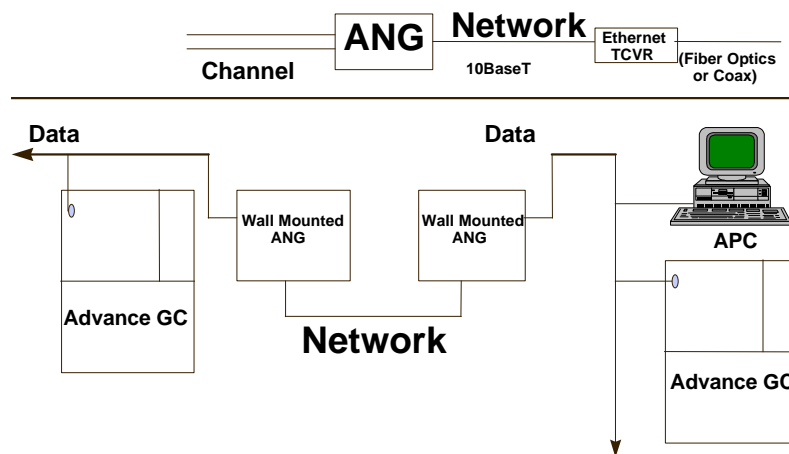 ANG
Network
Ethernet
TCVR
(Fiber Optics
or Coax)
Channel
10BaseT
Data
Data
Wall Mounted
ANG
Wall Mounted
ANG
APC
Advance GC
Network
Advance GC